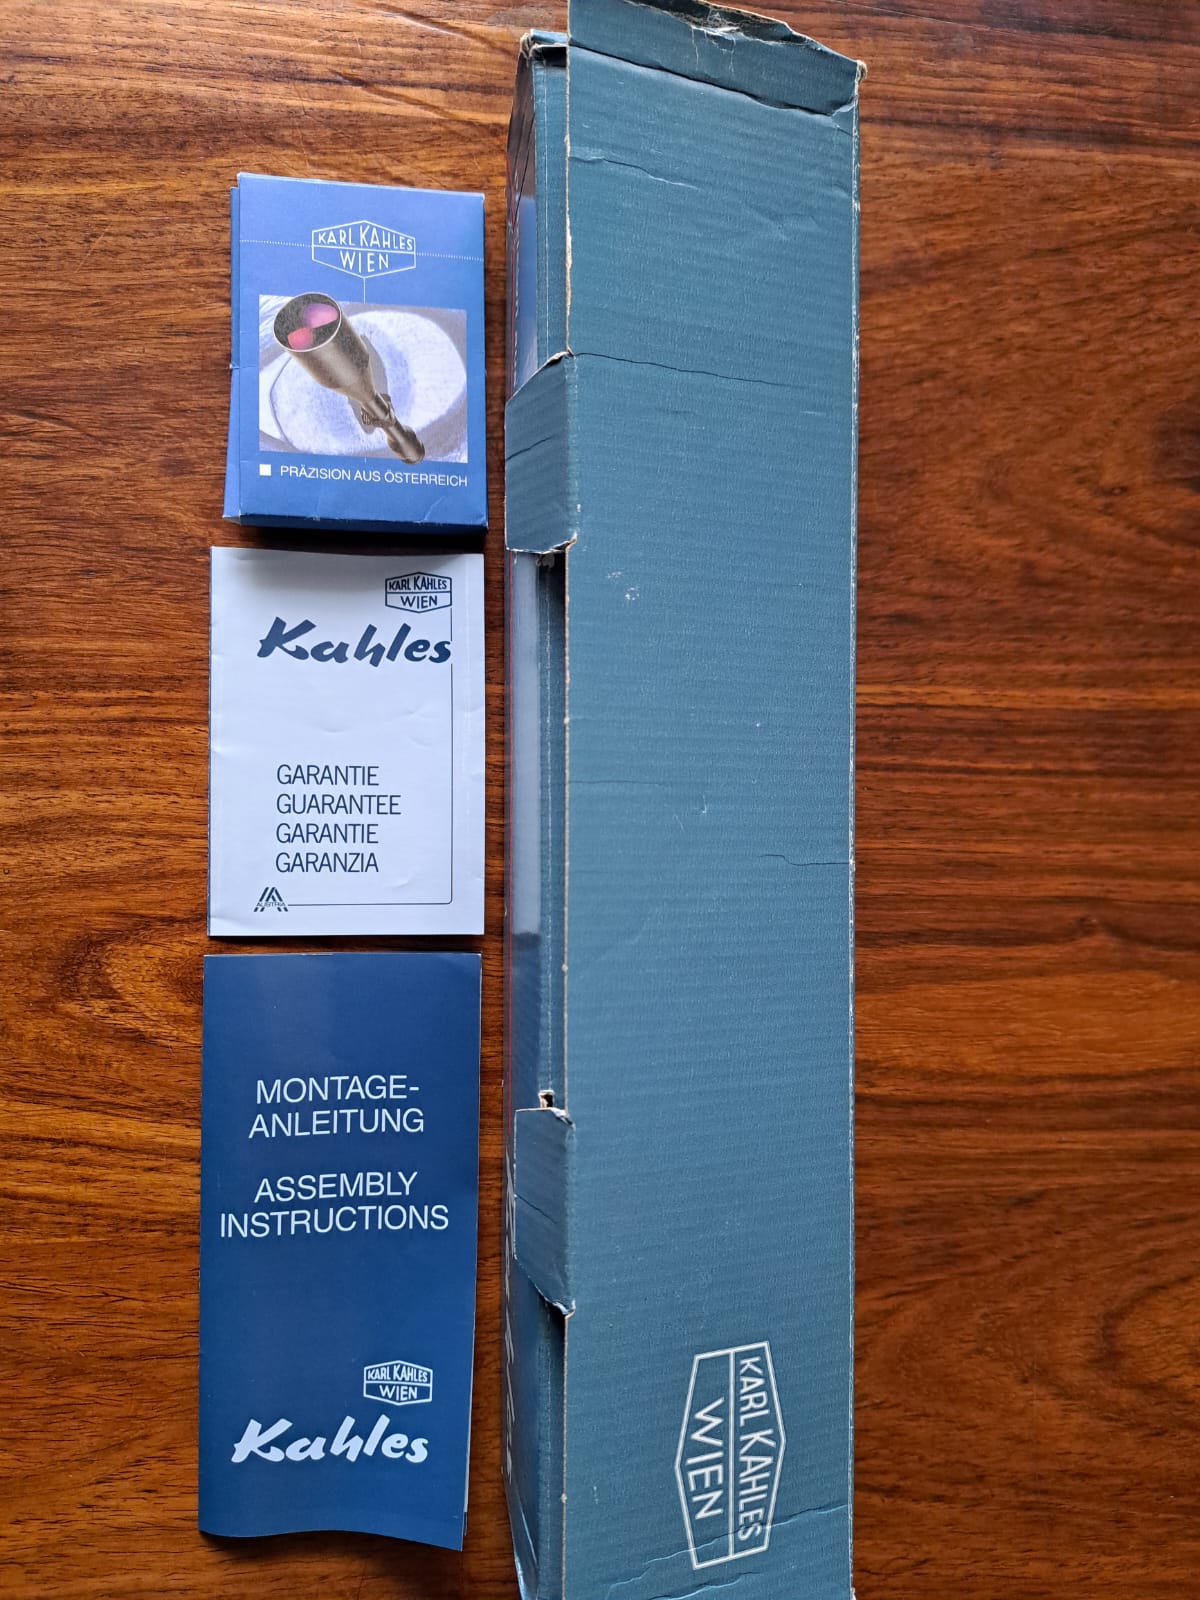 KARL KAHLES
WIEN
PRÄZISION AUS ÖSTERREICH
KARL KAHLES
WIEN
Kahles
GARANTIE
GUARANTEE
GARANTIE
GARANZIA
AUSTRIA
MONTAGE-
ANLEITUNG
ASSEMBLY
INSTRUCTIONS
KARL KAHLES
WIEN
Kahles
KARL KAHLES
WIEN